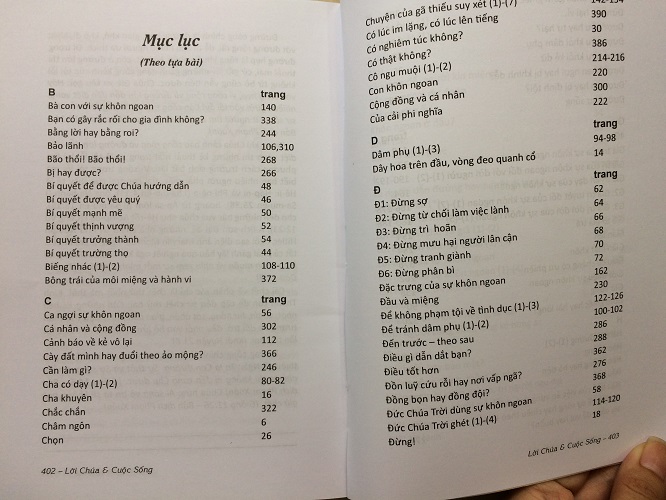 Mục lục
(Theo tựa bài)
B trang
Bà con với sự khôn ngoan 140
Bạn có gây rắc rối cho gia đình không? 338
Bằng lời hay bằng roi? 244
Bảo lãnh 106,310
Bão thổi! Bão thổi! 268
Bị hay được? 266
Bí quyết để được Chúa hướng dẫn 48
Bí quyết được yêu quý 46
Bí quyết mạnh mẽ 50
Bí quyết thịnh vượng 52
Bí quyết trưởng thành 54
Bí quyết trường thọ 44
Biếng nhác (1)-(2) 108-110
Bông trái của môi miệng và hành vi 372
C trang
Ca ngợi sự khôn ngoan 56
Cá nhân và cộng đồng 302
Cảnh báo về kẻ vô lại 112
Cày đất mình hay đuổi theo ảo mộng? 366
Cần làm gì? 246
Cha có dạy (1)-(2) 80-82
Cha khuyên 16
Chắc chắn 322
Châm ngôn 6
Chọn 26
402 – Lời Chúa & Cuộc Sống
Chuyện của gã thiếu suy xét (1)-(7)
Có lúc im lặng, có lúc lên tiếng 390
Có nghiêm túc không? 30
Có thật không? 386
Cô ngu muội (1)-(2) 214-216
Con khôn ngoan 220
Cộng đồng và cá nhân 300
Của cải phi nghĩa 222
D trang
Dâm phụ (1)-(3) 94-98
Dây hoa trên đầu, vòng đeo quanh cổ 14
Đ trang
Đ1: Đừng sợ 62
Đ2: Đừng từ chối làm việc lành 64
Đ3: Đừng trì hoãn 66
Đ4: Đừng mưu hại người lân cận 68
Đ5: Đừng tranh giành 70
Đ6: Đừng phân bì 72
Đặc trưng của sự khôn ngoan 162
Đầu và miệng 230
Để không phạm tội về tình dục (1)-(3) 122-126
Để tránh dâm phụ (1)-(2) 100-102
Đến trước – theo sau 286
Điều gì dẫn dắt bạn? 288
Điều tốt hơn 362
Đồn luỹ cứu rỗi hay nơi vấp ngã? 276
Đồng bọn hay đồng đội? 368
Đức Chúa Trời dùng sự khôn ngoan 58
Đức Chúa Trời ghét (1)-(4) 114-120
Đừng! 18
Lời Chúa & Cuộc Sống - 403